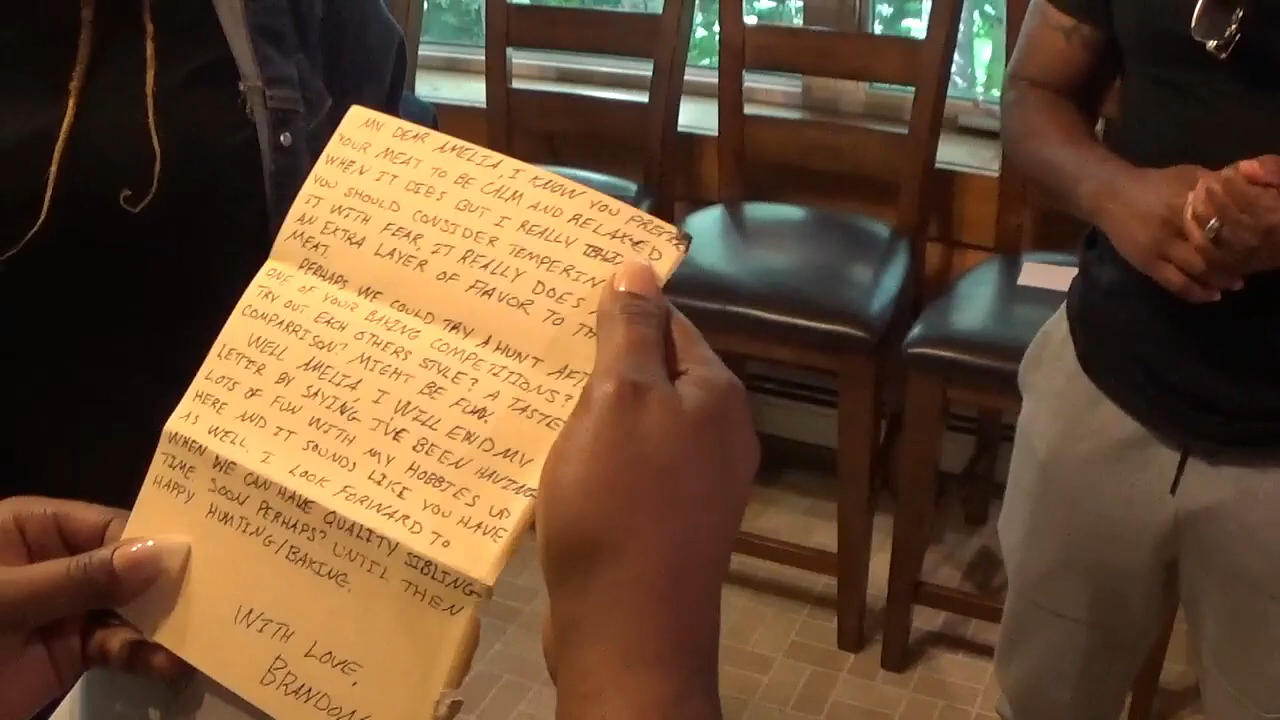 MY DEAR AMELIA, I KNOW YOU PREFER
YOUR MEAT TO BE CALM AND RELAXED
WHEN IT DIES BUT I REALLY
YOU SHOULD CONSIDER TEMPERIN
IT WITH FEAR. IT REALLY DOES
AN EXTRA LAYER OF FLAVOR TO TH
MEAT.
PERHAPS WE COULD TRY A HUNT AFT
ONE OF YOUR BAKING COMPETITIONS?
TRY OUT EACH OTHERS STYLE? A TASTE
COMPARRISON? MIGHT BE FUN.
WELL AMELIA, I WILL END MY
LETTER BY SAYING I'VE BEEN HAVING
LOTS OF FUN WITH MY HOBBIES UP
HERE AND IT SOUNDS LIKE YOU HAVE
AS WELL. I LOOK FORWARD TO
WHEN WE CAN HAVE QUALITY SIBLING
TIME. SOON PERHAPS? UNTIL THEN
HAPPY HUNTING/BAKING.
WITH LOVE,
BRANDON